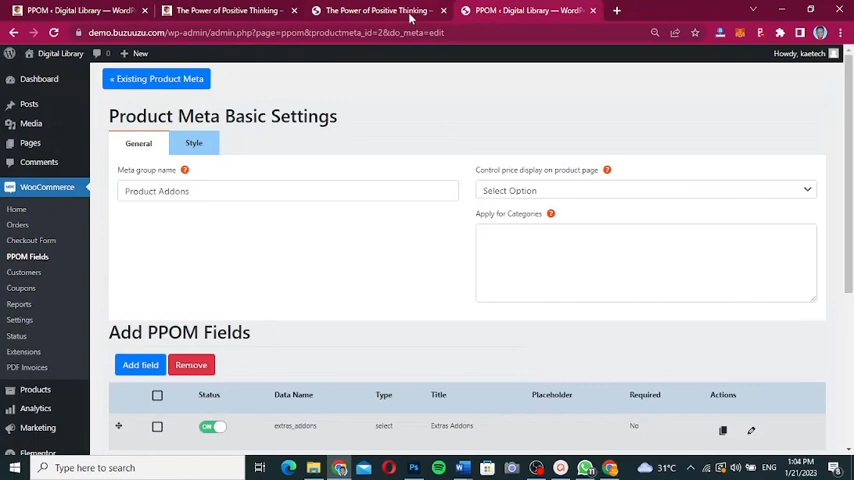 PPOM ‹ Digital Library — WordPr
The Power of Positive Thinking –
The Power of Positive Thinking –
PPOM ‹ Digital Library — WordPr
demo.buzuuzu.com/wp-admin/admin.php?page=ppom&productmeta_id=2&do_meta=edit
Digital Library
0
New
Howdy, kaetech
Dashboard
Posts
Media
Pages
Comments
WooCommerce
Home
Orders
Checkout Form
PPOM Fields
Customers
Coupons
Reports
Settings
Status
Extensions
PDF Invoices
Products
Analytics
Marketing
Elementor
« Existing Product Meta
Product Meta Basic Settings
General
Style
Meta group name ?
Product Addons
Control price display on product page ?
Select Option
Apply for Categories ?
Add PPOM Fields
Add field
Remove
Status
Data Name
Type
Title
Placeholder
Required
Actions
ON
extras_addons
select
Extras Addons
No
Type here to search
31°C
ENG
1:04 PM
1/21/2023